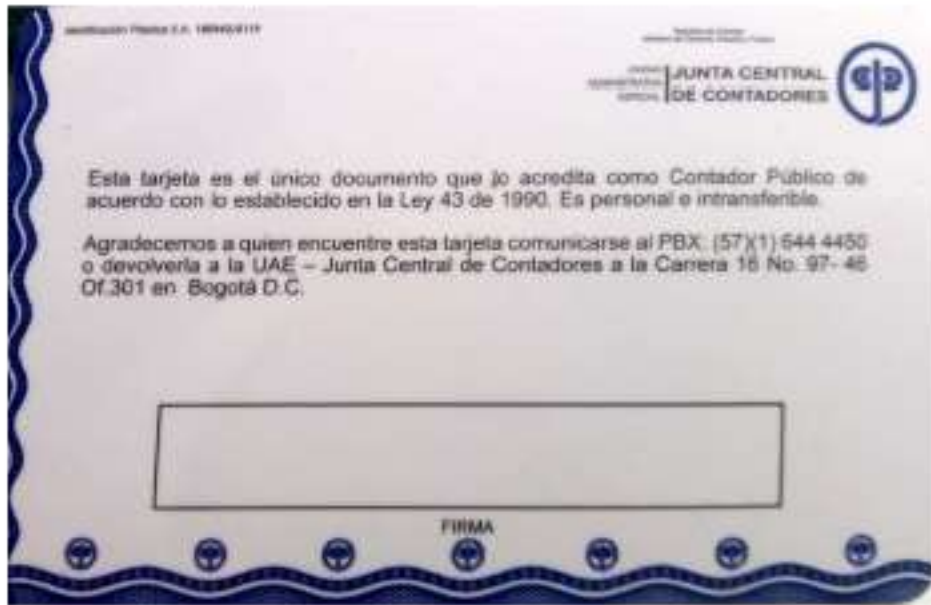 JUNTA CENTRAL
DE CONTADORES
Esta tarjeta es el único documento que lo acredita como Contador Público de
acuerdo con lo establecido en la Ley 43 de 1990. Es personal e intransferible.
Agradecemos a quien encuentre esta tarjeta comunicarse al PBX: (57)(1) 644 4450
o devolverla a la UAE – Junta Central de Contadores a la Carrera 16 No. 97- 46
Of.301 en Bogotá D.C.
FIRMA